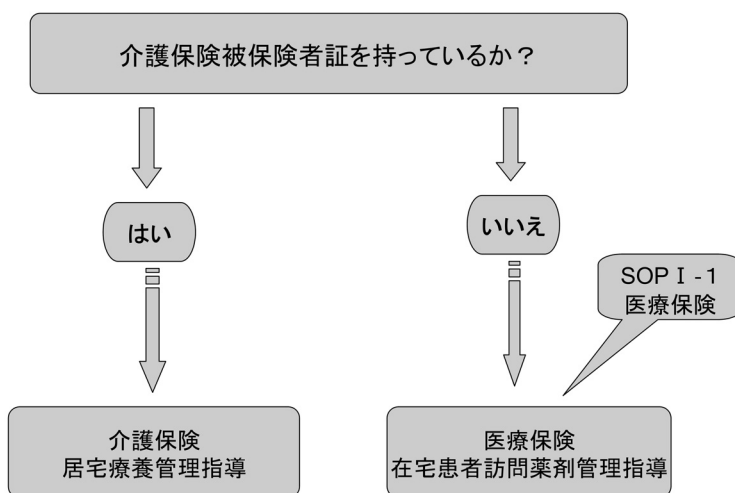 介護保険被保険者証を持っているか？
はい
いいえ
SOPⅠ-1
医療保険
介護保険
居宅療養管理指導
医療保険
在宅患者訪問薬剤管理指導